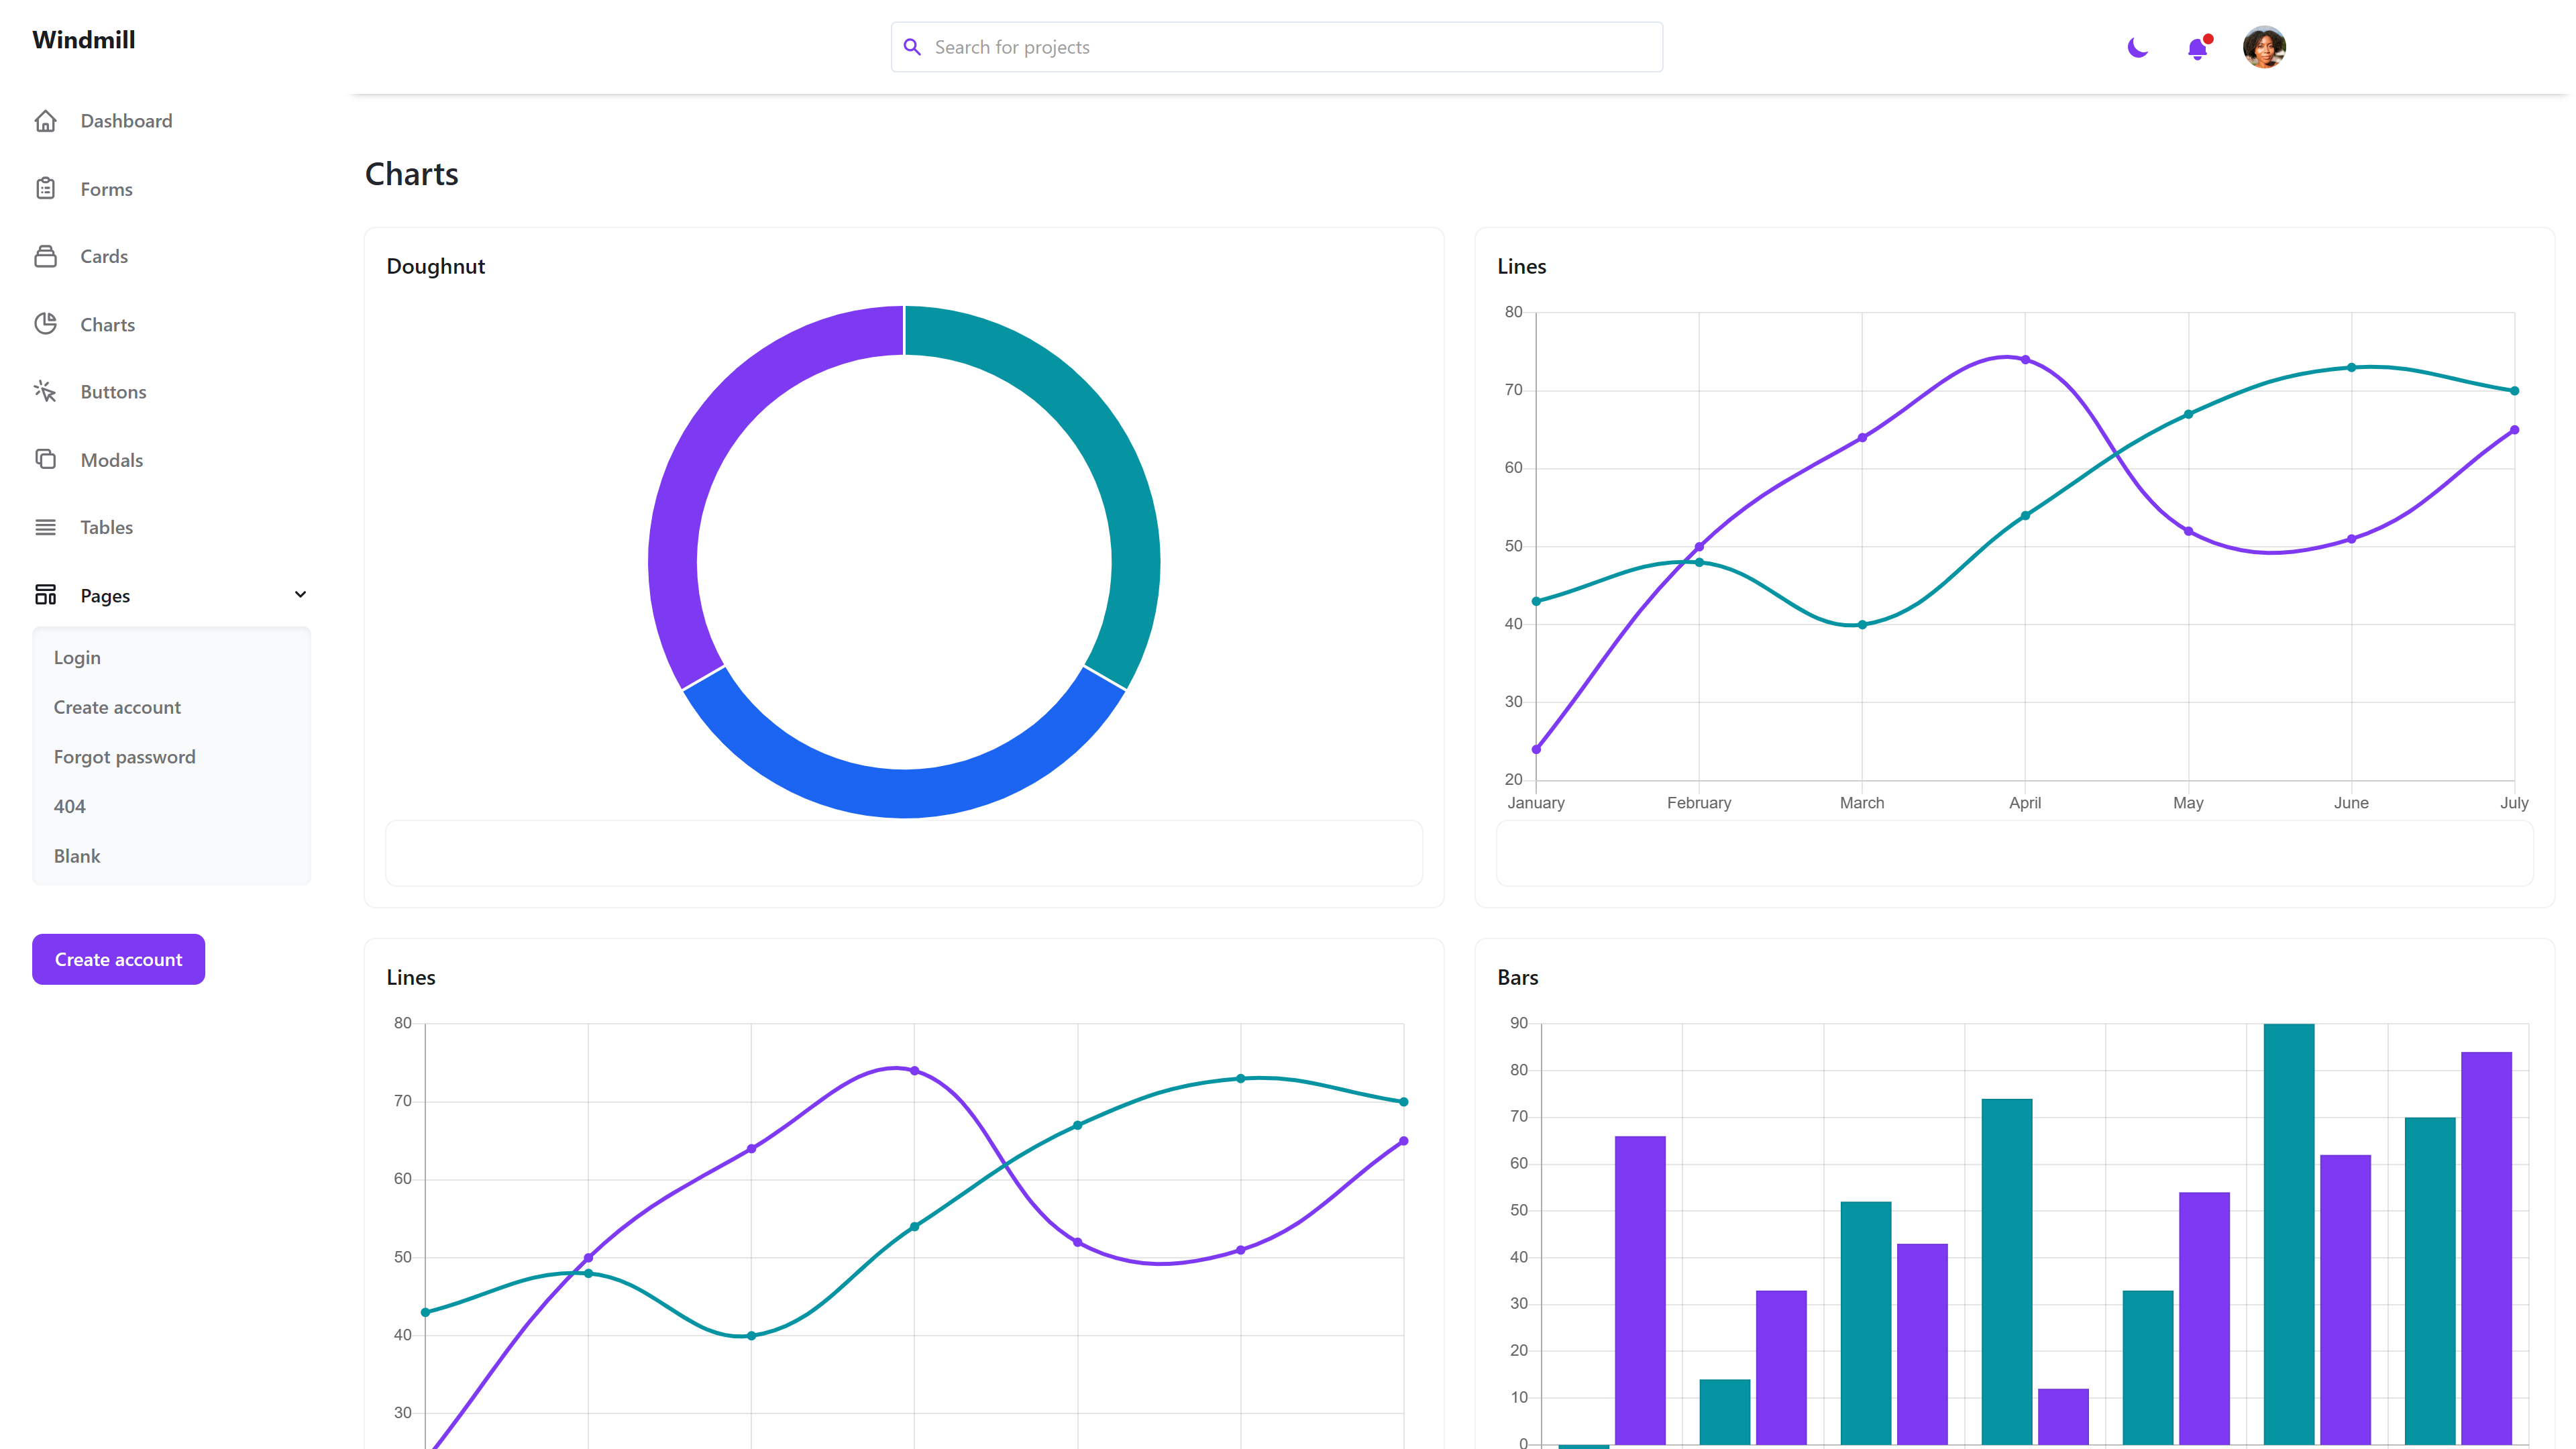 Windmill
Search for projects
Dashboard
Forms
Cards
Charts
Buttons
Modals
Tables
Pages
Login
Create account
Forgot password
404
Blank
Create account
Charts
Doughnut
Lines
80
70
60
50
40
30
20
January February March April May June July
Lines
80
70
60
50
40
30
Bars
90
80
70
60
50
40
30
20
10
0